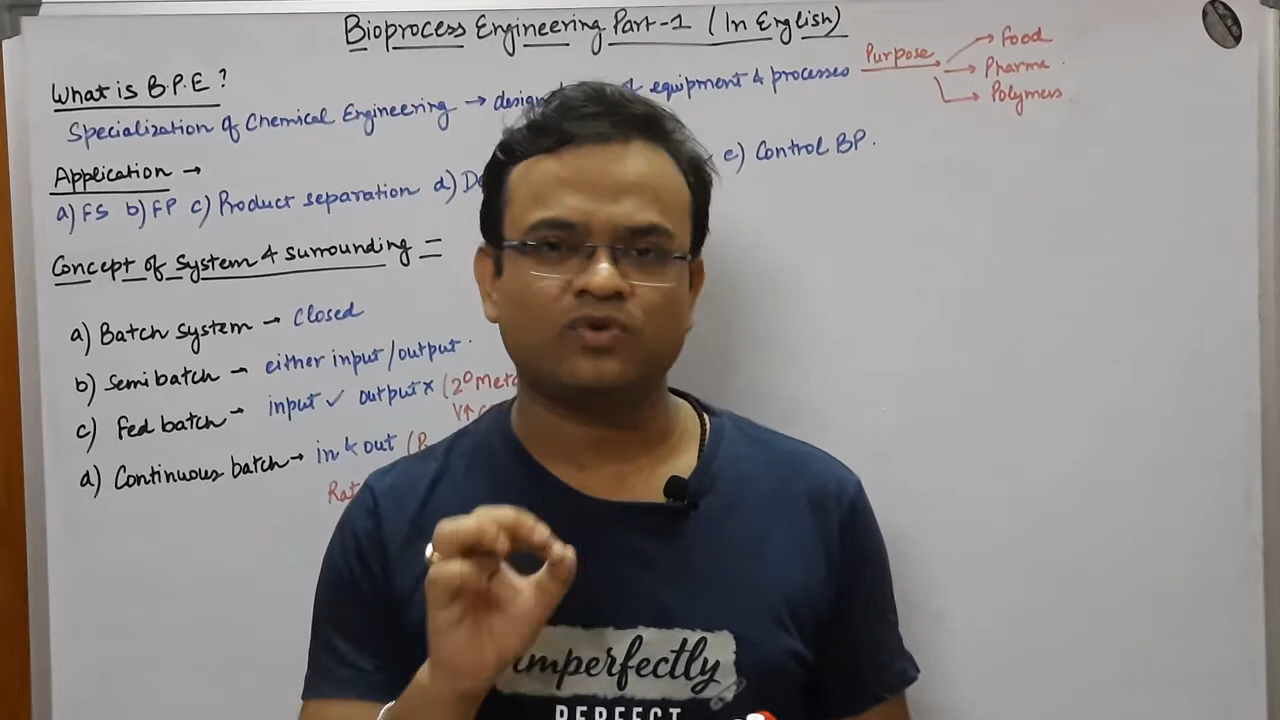 Bioprocess Engineering Part-1 (In English)
What is B.P.E?
Specialization of Chemical Engineering → design of equipment & processes Purpose
Food
Pharma
Polymers
Application →
a) FS b) FP c) Product separation d) e) Control BP.
Concept of System & surrounding =
a) Batch system → Closed
b) Semibatch → either input/output.
c) Fed batch → input ✓ output × (2° Meta
V↑
d) Continuous batch → in & out (
Rat
imperfectly
PERFECT